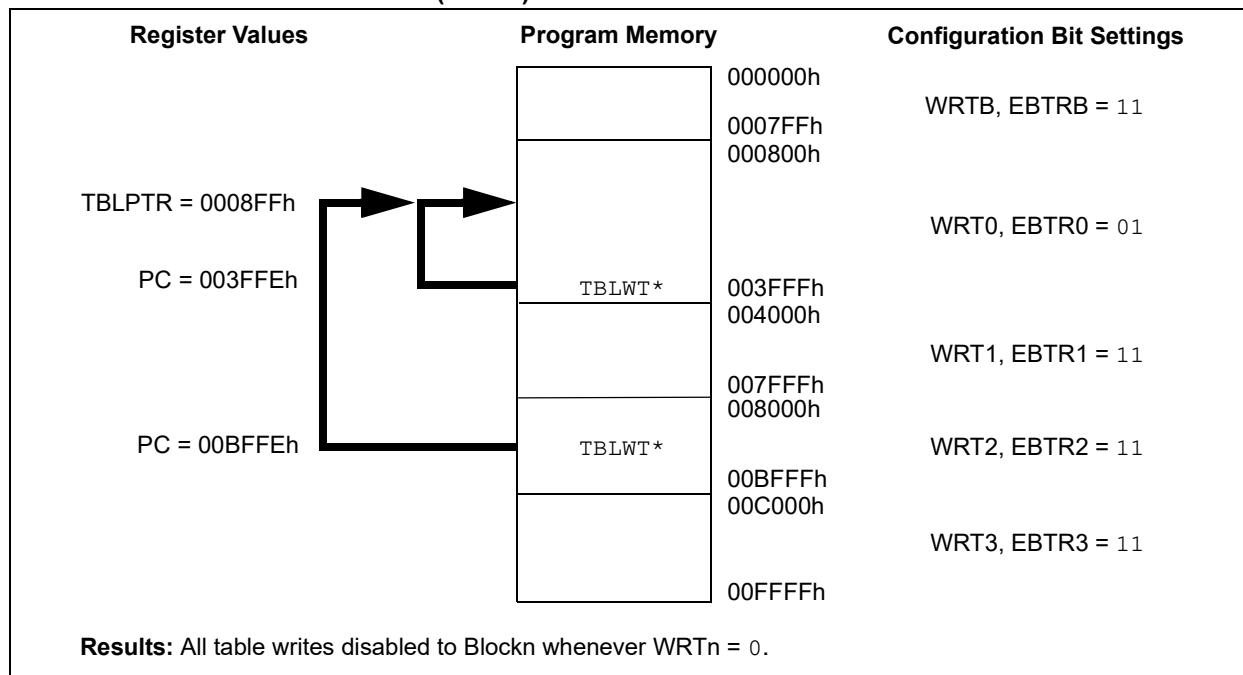 Register Values Program Memory Configuration Bit Settings
000000h
WRTB, EBTRB = 11
0007FFh
000800h
TBLPTR = 0008FFh
WRT0, EBTR0 = 01
PC = 003FFEh TBLWT* 003FFFh
004000h
WRT1, EBTR1 = 11
007FFFh
008000h
PC = 00BFFEh TBLWT* WRT2, EBTR2 = 11
00BFFFh
00C000h
WRT3, EBTR3 = 11
00FFFFh
Results: All table writes disabled to Blockn whenever WRTn = 0.